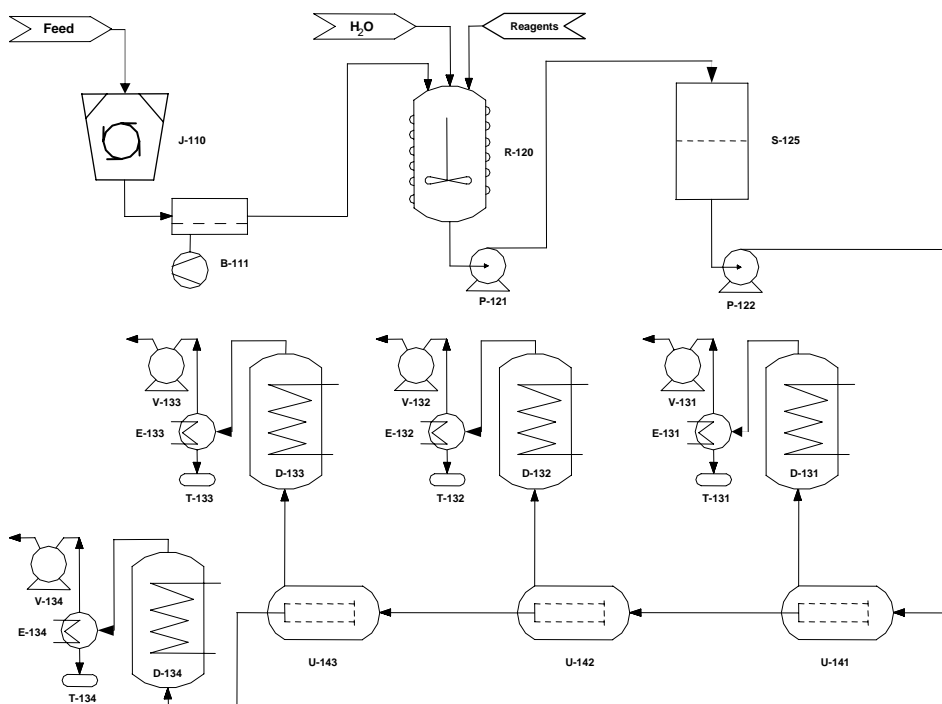 Feed
H2O
Reagents
J-110
R-120
S-125
B-111
P-121
P-122
V-133
V-132
V-131
E-133
E-132
E-131
D-133
D-132
D-131
T-133
T-132
T-131
V-134
E-134
D-134
T-134
U-143
U-142
U-141